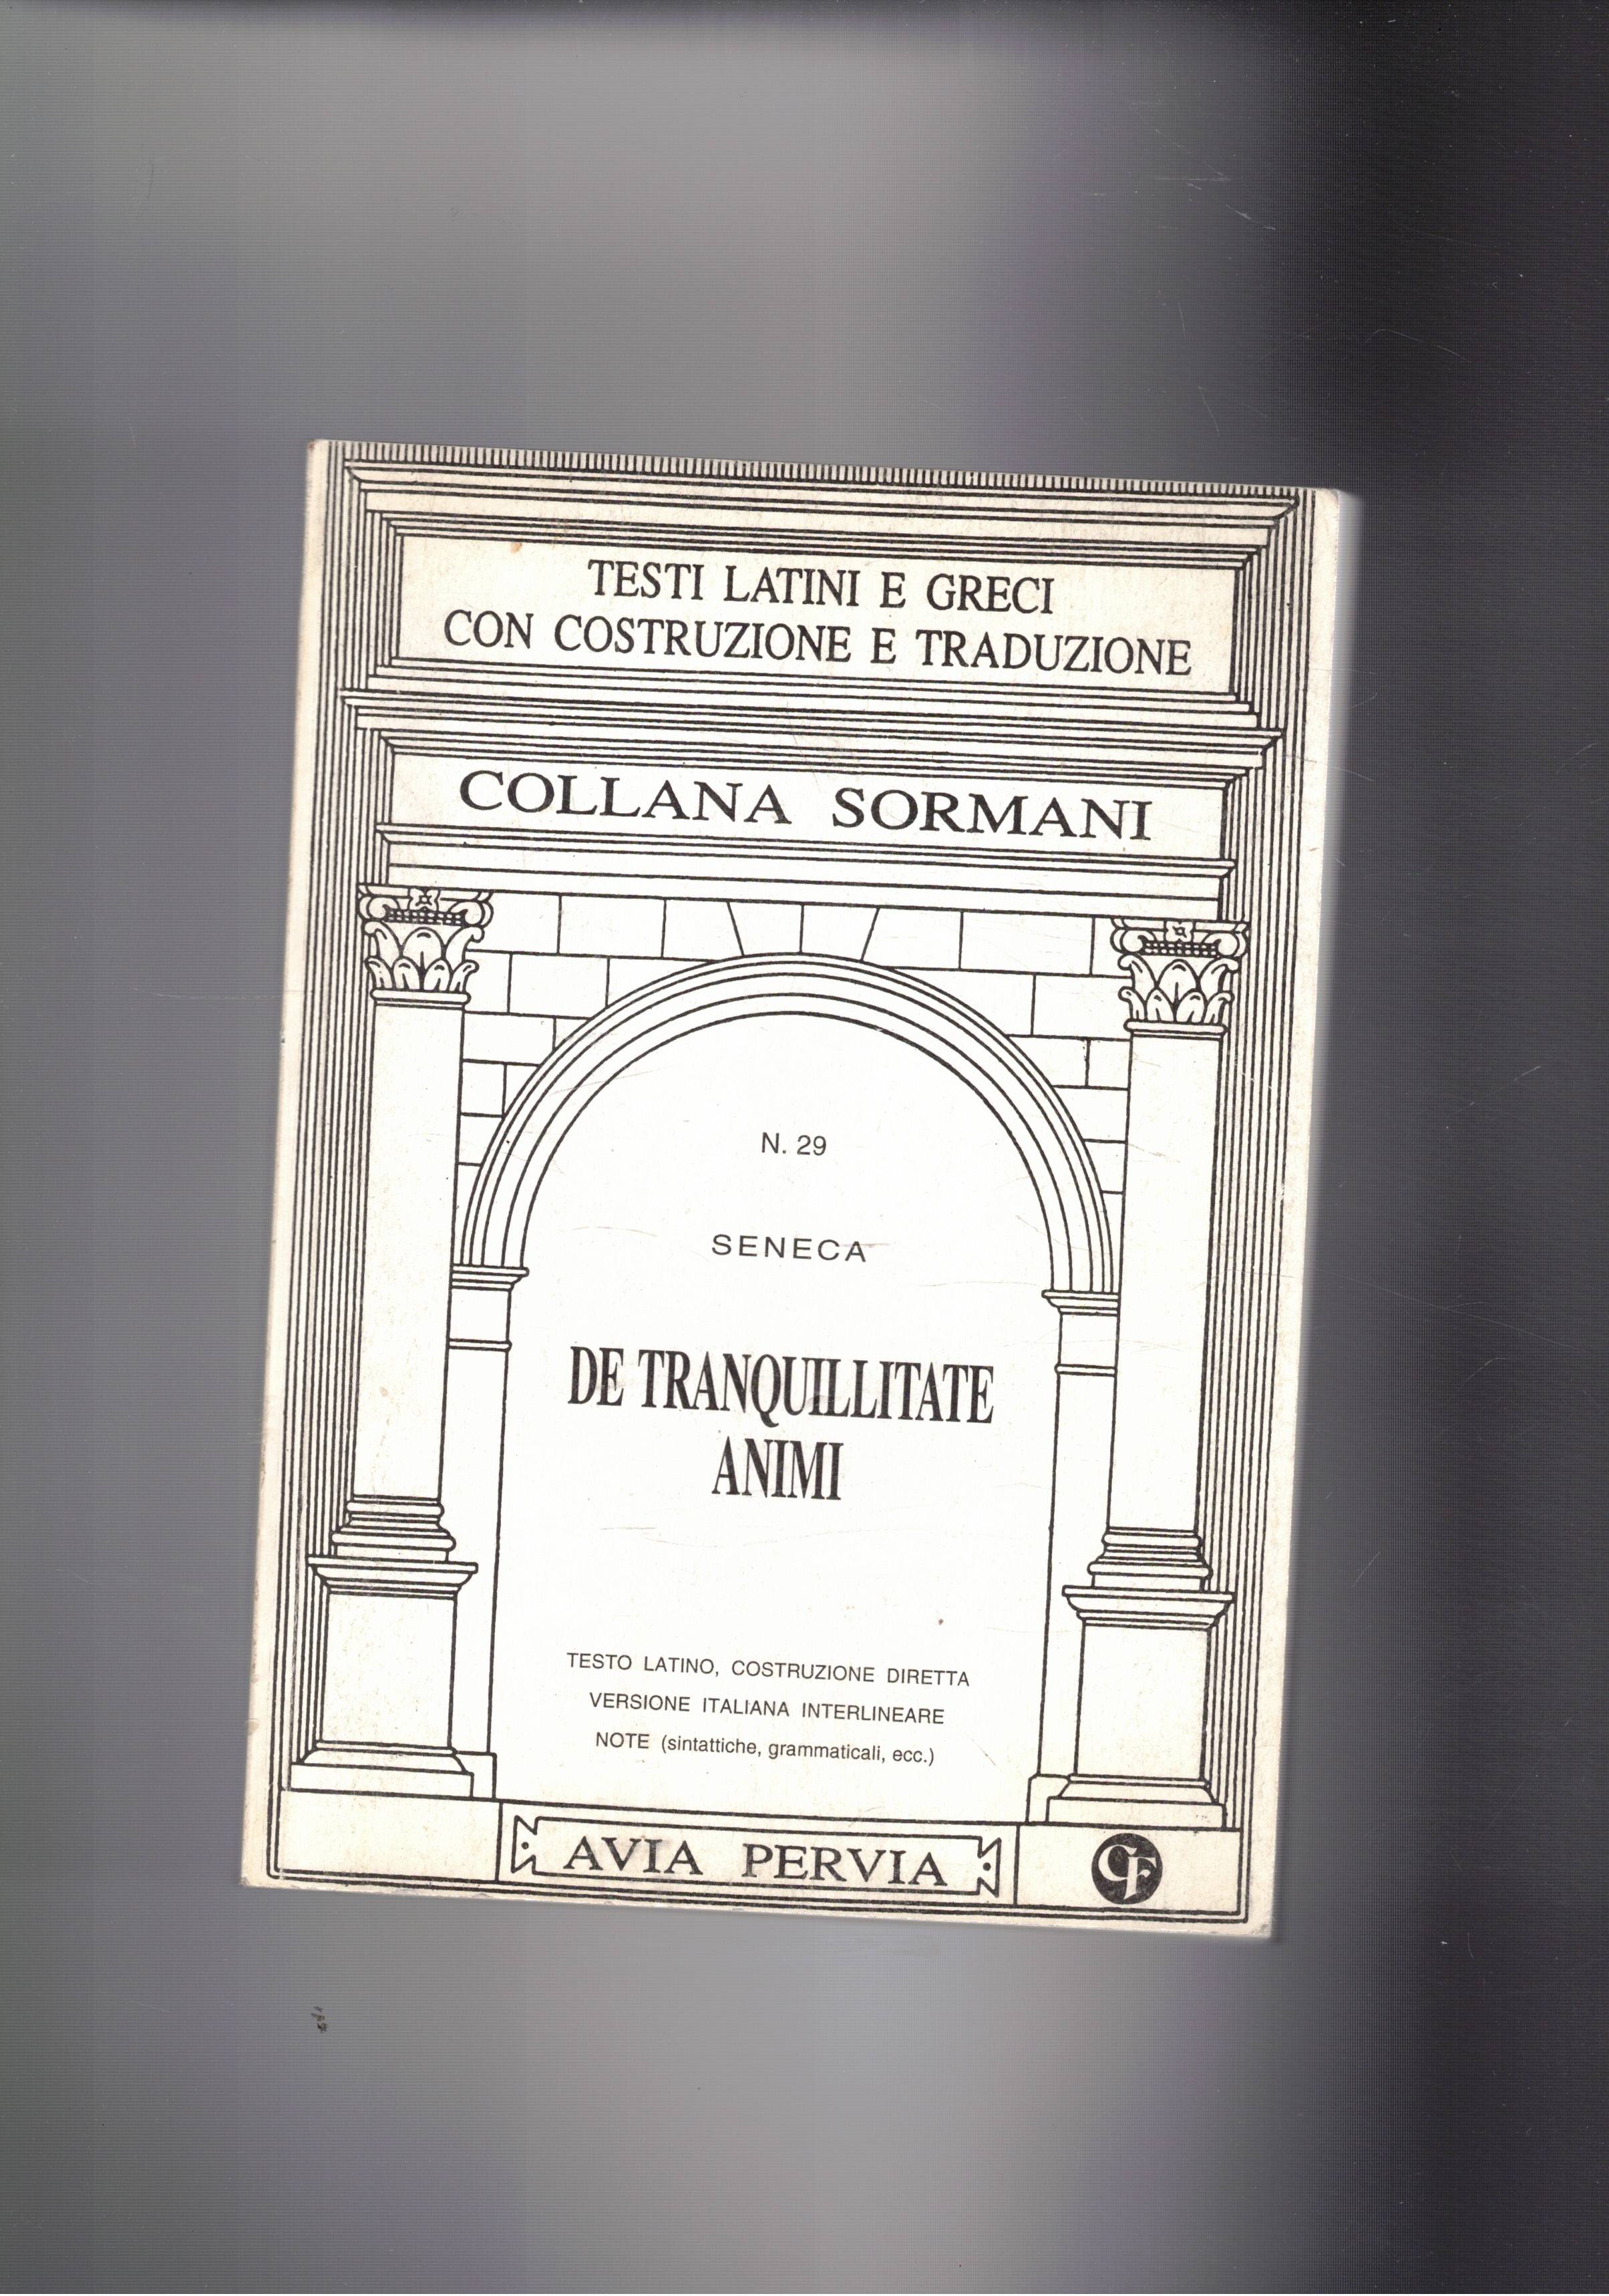 TESTI LATINI E GRECI
CON COSTRUZIONE E TRADUZIONE
COLLANA SORMANI
N. 29
SENECA
DE TRANQUILLITATE
ANIMI
TESTO LATINO, COSTRUZIONE DIRETTA
VERSIONE ITALIANA INTERLINEARE
NOTE (sintattiche, grammaticali, ecc.)
AVIA PERVIA
CF